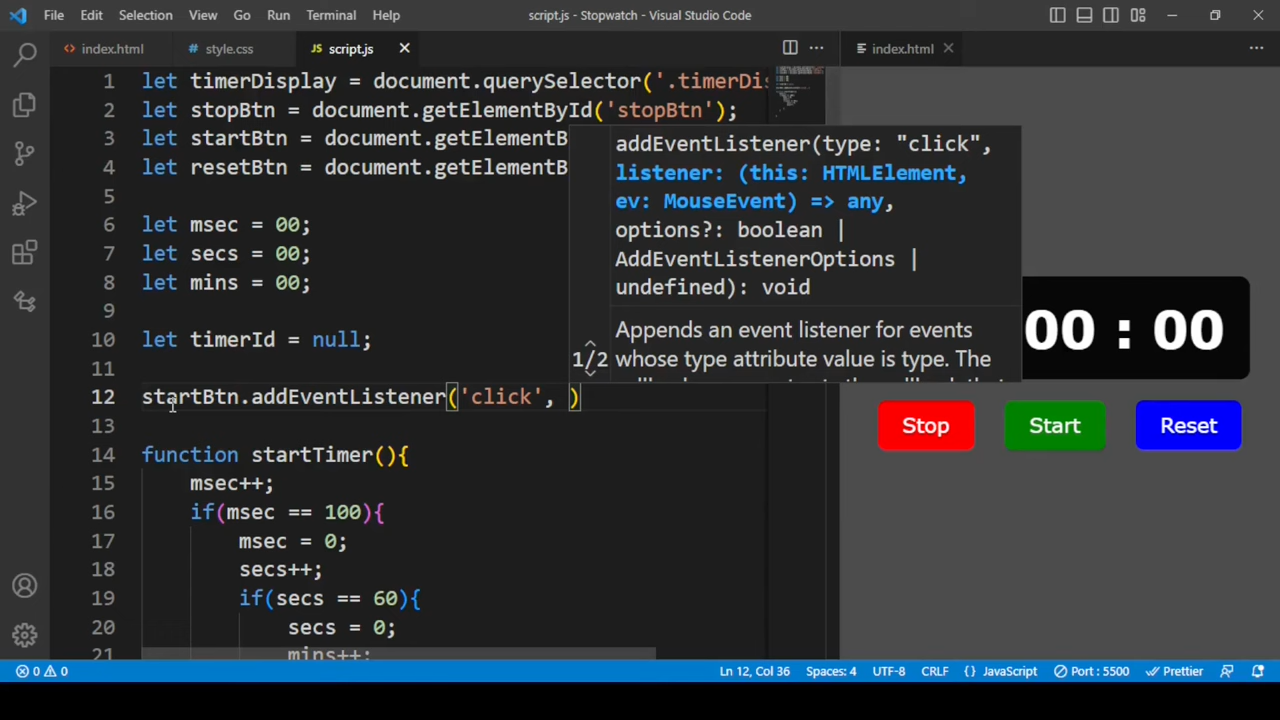 File Edit Selection View Go Run Terminal Help script.js - Stopwatch - Visual Studio Code
index.html style.css JS script.js index.html
1 let timerDisplay = document.querySelector('.timerDis
2 let stopBtn = document.getElementById('stopBtn');
3 let startBtn = document.getElementB
4 let resetBtn = document.getElementB
5
6 let msec = 00;
7 let secs = 00;
8 let mins = 00;
9
10 let timerId = null;
11
12 startBtn.addEventListener('click', )
13
14 function startTimer(){
15 msec++;
16 if(msec == 100){
17 msec = 0;
18 secs++;
19 if(secs == 60){
20 secs = 0;
21 mins++;
addEventListener(type: "click",
listener: (this: HTMLElement,
ev: MouseEvent) => any,
options?: boolean |
AddEventListenerOptions |
undefined): void
Appends an event listener for events
1/2 whose type attribute value is type. The
00 : 00
Stop Start Reset
0 0 Ln 12, Col 36 Spaces: 4 UTF-8 CRLF {} JavaScript Port : 5500 Prettier